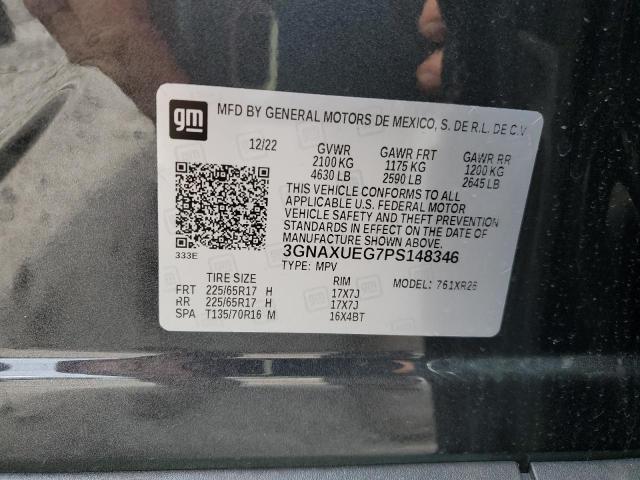 gm MFD BY GENERAL MOTORS DE MEXICO, S. DE R.L. DE C.V
12/22 GVWR GAWR FRT GAWR RR
2100 KG 1175 KG 1200 KG
4630 LB 2590 LB 2645 LB
THIS VEHICLE CONFORMS TO ALL
APPLICABLE U.S. FEDERAL MOTOR
VEHICLE SAFETY AND THEFT PREVENTION
STANDARDS IN EFFECT ON THE DATE OF
MANUFACTURE SHOWN ABOVE.
333E 3GNAXUEG7PS148346
TYPE: MPV MODEL: 761XR26
TIRE SIZE RIM
FRT 225/65R17 H 17X7J
RR 225/65R17 H 17X7J
SPA T135/70R16 M 16X4BT